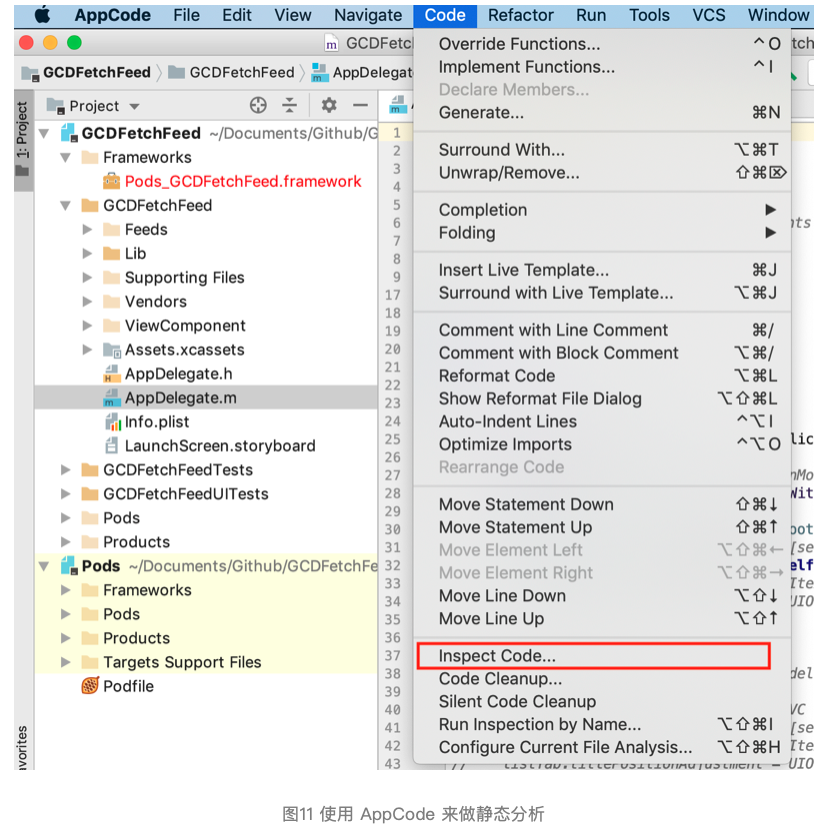 AppCode File Edit View Navigate Code Refactor Run Tools VCS Window
GCDFetch
GCDFetchFeed GCDFetchFeed AppDelegat
Project
1: Project
GCDFetchFeed ~/Documents/Github/G
Frameworks
Pods_GCDFetchFeed.framework
GCDFetchFeed
Feeds
Lib
Supporting Files
Vendors
ViewComponent
Assets.xcassets
AppDelegate.h
AppDelegate.m
Info.plist
LaunchScreen.storyboard
GCDFetchFeedTests
GCDFetchFeedUITests
Pods
Products
Pods ~/Documents/Github/GCDFetchFe
Frameworks
Pods
Products
Targets Support Files
Podfile
vorites
1
2
3
4
5
6
7
8
9
17
18
19
20
21
22
23
24
25
26
27
28
29
30
31
32
33
34
35
36
37
38
39
40
41
42
43
Override Functions... ^O
Implement Functions... ^I
Declare Members...
Generate... ⌘N
Surround With... ⌥⌘T
Unwrap/Remove... ⇧⌘⌦
Completion ▶
Folding ▶
Insert Live Template... ⌘J
Surround with Live Template... ⌥⌘J
Comment with Line Comment ⌘/
Comment with Block Comment ⌥⌘/
Reformat Code ⌥⌘L
Show Reformat File Dialog ⌥⇧⌘L
Auto-Indent Lines ^⌥I
Optimize Imports ^⌥O
Rearrange Code
Move Statement Down ⇧⌘↓
Move Statement Up ⇧⌘↑
Move Element Left ⌥⇧⌘←
Move Element Right ⌥⇧⌘→
Move Line Down ⌥⇧↓
Move Line Up ⌥⇧↑
Inspect Code...
Code Cleanup...
Silent Code Cleanup
Run Inspection by Name... ⌥⇧⌘I
Configure Current File Analysis... ⌥⇧⌘H
图11 使用 AppCode 来做静态分析